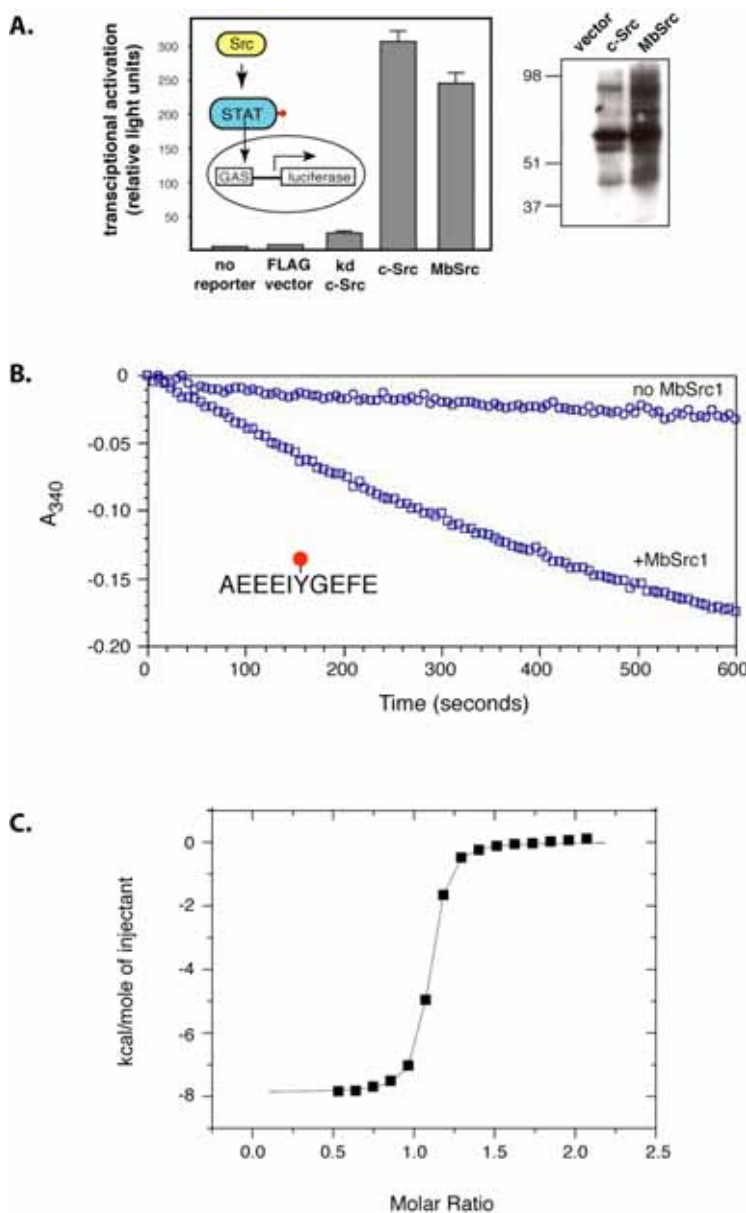 A.
transcriptional activation
(relative light units)
300
250
200
150
100
50
Src
STAT
GAS
luciferase
no
reporter
FLAG
vector
kd
c-Src
c-Src
MbSrc
vector
c-Src
MbSrc
98
51
37
B.
0
-0.05
-0.10
-0.15
-0.20
A340
no MbSrc1
+MbSrc1
AEEEIYGEFE
0 100 200 300 400 500 600
Time (seconds)
C.
0
-2
-4
-6
-8
kcal/mole of injectant
0.0 0.5 1.0 1.5 2.0 2.5
Molar Ratio